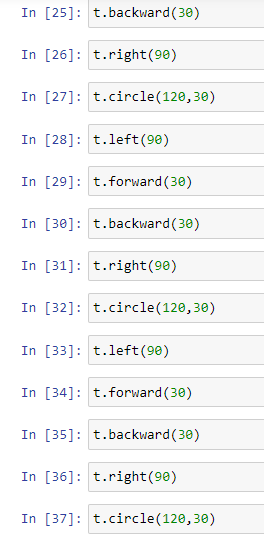 In [25]: t.backward(30)
In [26]: t.right(90)
In [27]: t.circle(120,30)
In [28]: t.left(90)
In [29]: t.forward(30)
In [30]: t.backward(30)
In [31]: t.right(90)
In [32]: t.circle(120,30)
In [33]: t.left(90)
In [34]: t.forward(30)
In [35]: t.backward(30)
In [36]: t.right(90)
In [37]: t.circle(120,30)